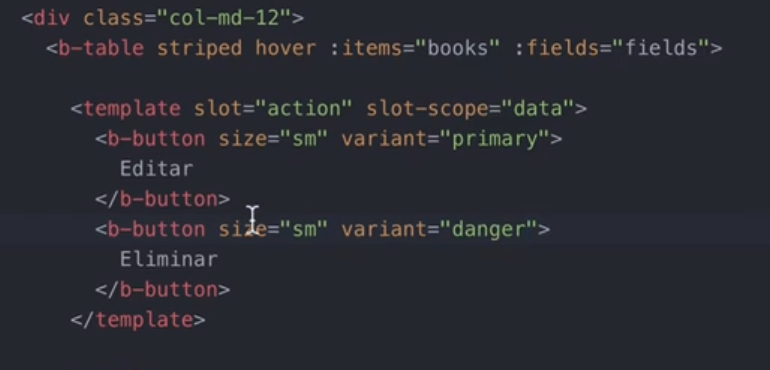 <div class="col-md-12">
<b-table striped hover :items="books" :fields="fields">
<template slot="action" slot-scope="data">
<b-button size="sm" variant="primary">
Editar
</b-button>
<b-button size="sm" variant="danger">
Eliminar
</b-button>
</template>